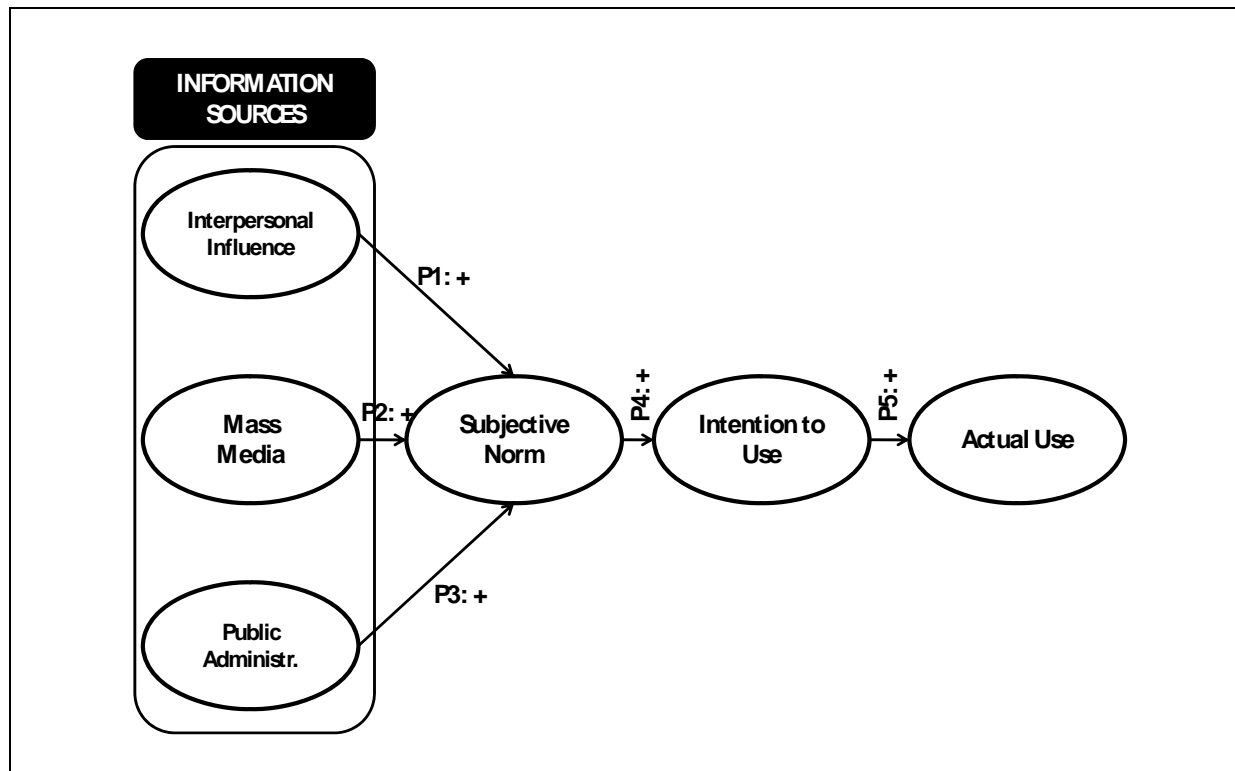 INFORMATION
SOURCES
Interpersonal
Influence
P1: +
Mass
Media
P2: +
Subjective
Norm
P4: +
Intention to
Use
P5: +
Actual Use
P3: +
Public
Administr.